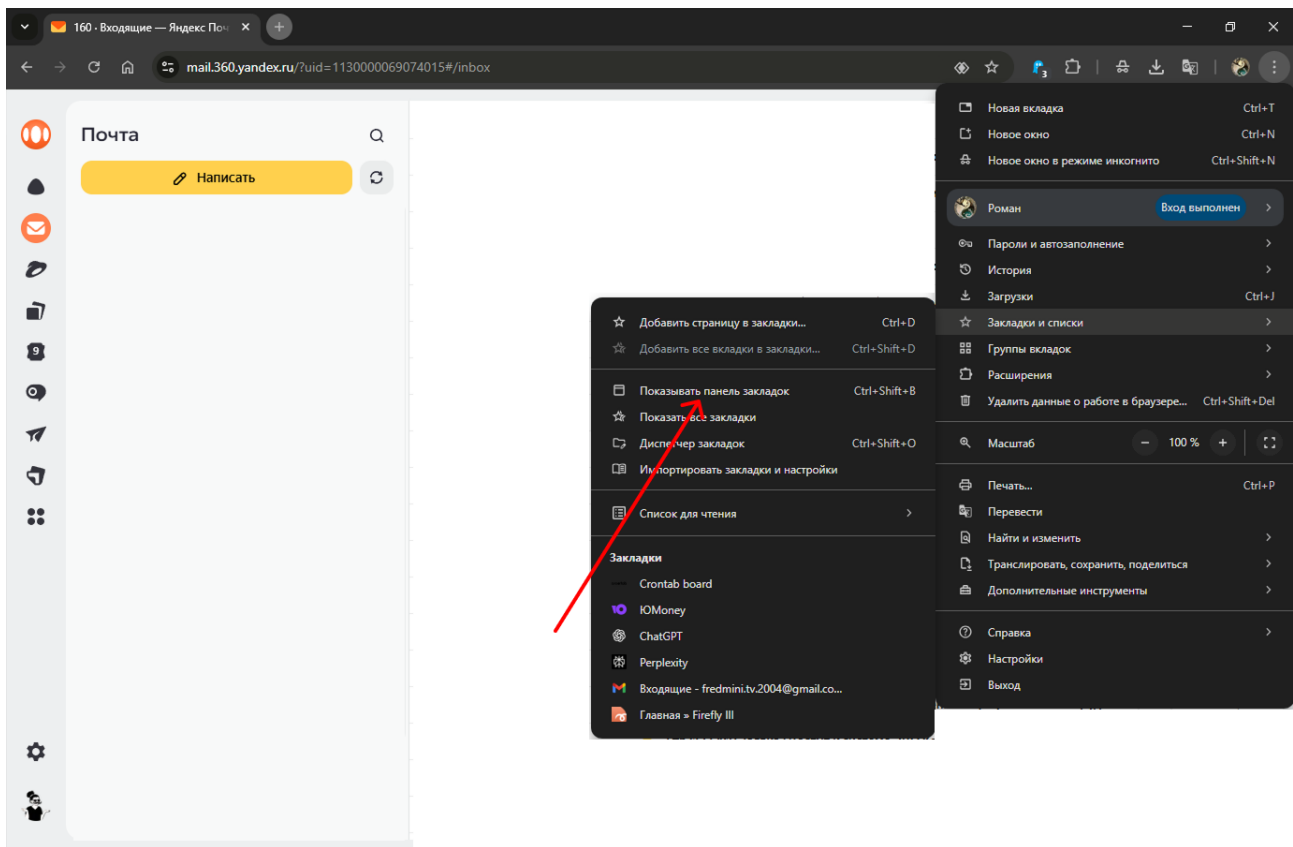 160 · Входящие — Яндекс Поч
mail.360.yandex.ru/?uid=1130000069074015#/inbox
3
Почта
Написать
9
Новая вкладка Ctrl+T
Новое окно Ctrl+N
Новое окно в режиме инкогнито Ctrl+Shift+N
Роман Вход выполнен
Пароли и автозаполнение
История
Загрузки Ctrl+J
Закладки и списки
Группы вкладок
Расширения
Удалить данные о работе в браузере... Ctrl+Shift+Del
Масштаб − 100 % +
Печать... Ctrl+P
Перевести
Найти и изменить
Транслировать, сохранить, поделиться
Дополнительные инструменты
Справка
Настройки
Выход
Добавить страницу в закладки... Ctrl+D
Добавить все вкладки в закладки... Ctrl+Shift+D
Показывать панель закладок Ctrl+Shift+B
Показать все закладки
Диспетчер закладок Ctrl+Shift+O
Импортировать закладки и настройки
Список для чтения
Закладки
Crontab board
ЮMoney
ChatGPT
Perplexity
Входящие - fredmini.tv.2004@gmail.co...
Главная » Firefly III